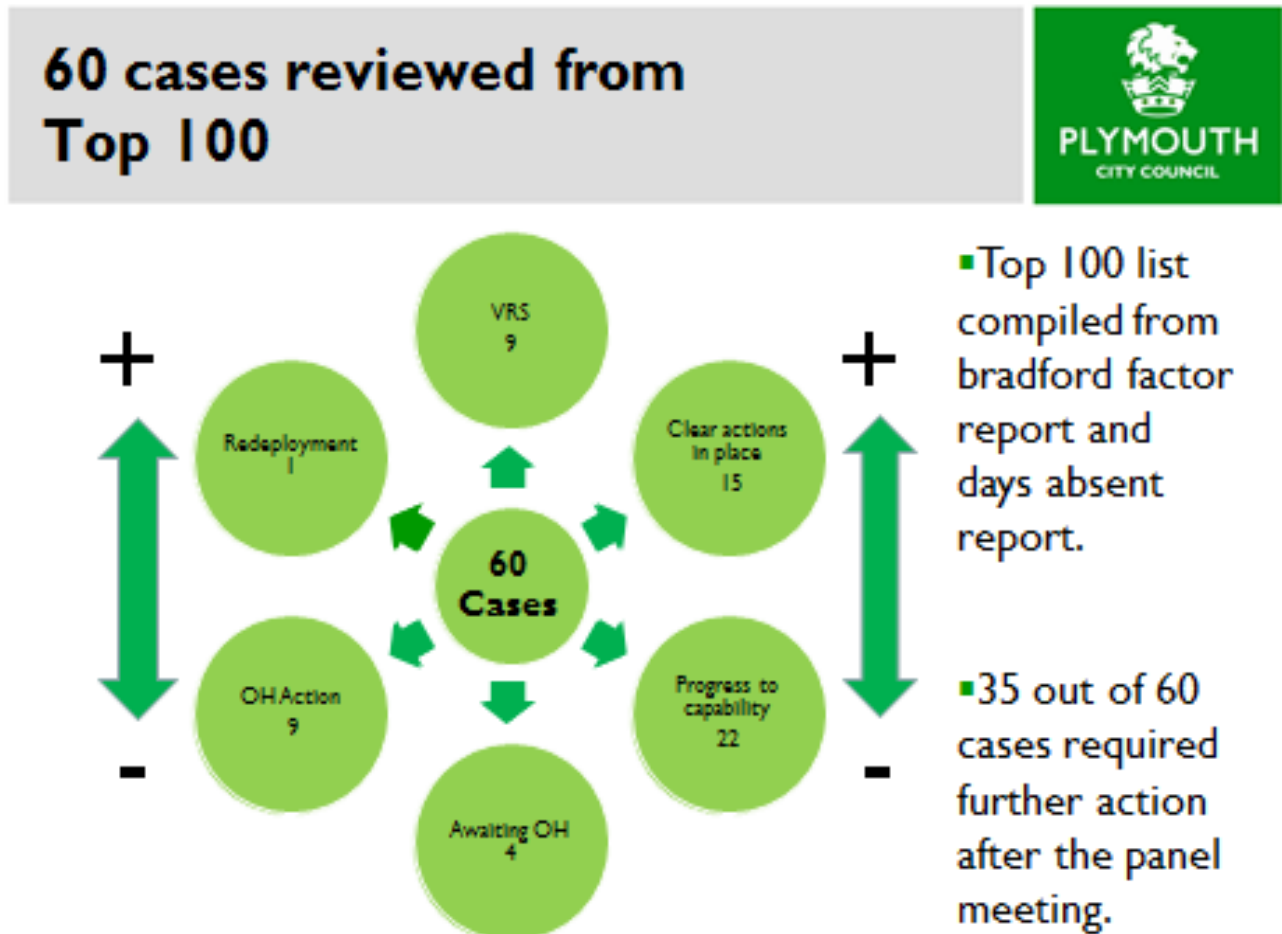 60 cases reviewed from
Top 100
PLYMOUTH
CITY COUNCIL
+
+
VRS
9
Redeployment
1
Clear actions
in place
15
60
Cases
OH Action
9
Progress to
capability
22
Awaiting OH
4
-
-
▪Top 100 list
compiled from
bradford factor
report and
days absent
report.
▪35 out of 60
cases required
further action
after the panel
meeting.